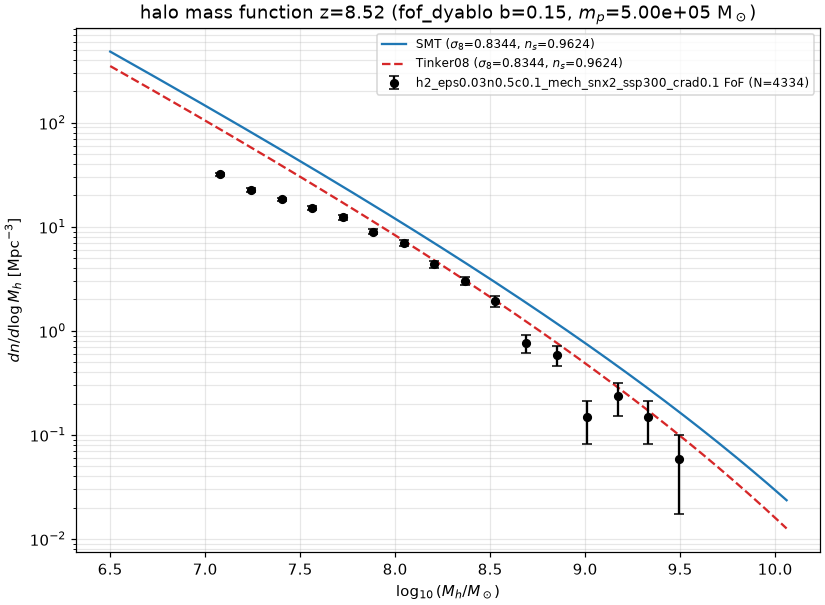 halo mass function z=8.52 (fof_dyablo b=0.15, $m_p$=5.00e+05 M$_\odot$)
SMT ($\sigma_8$=0.8344, $n_s$=0.9624)
Tinker08 ($\sigma_8$=0.8344, $n_s$=0.9624)
h2_eps0.03n0.5c0.1_mech_snx2_ssp300_crad0.1 FoF (N=4334)
$dn/d\log M_h$ [Mpc$^{-3}$]
$10^2$
$10^1$
$10^0$
$10^{-1}$
$10^{-2}$
6.5 7.0 7.5 8.0 8.5 9.0 9.5 10.0
$\log_{10}(M_h/M_\odot)$